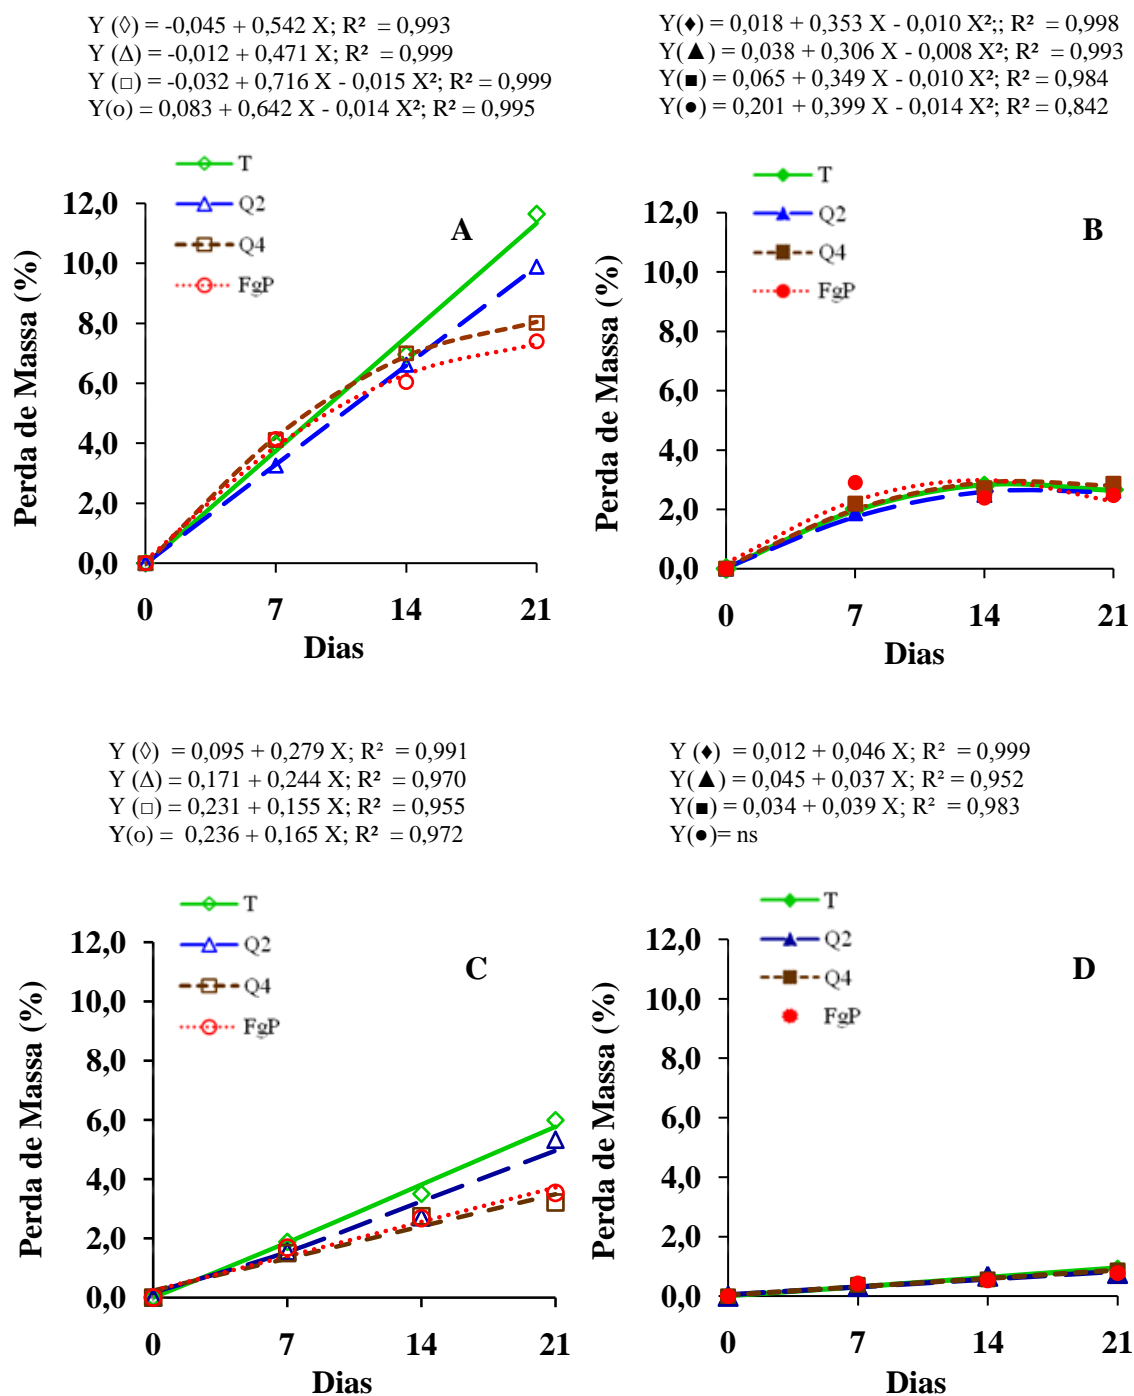 Y (◊) = -0,045 + 0,542 X; R² = 0,993
Y (Δ) = -0,012 + 0,471 X; R² = 0,999
Y (□) = -0,032 + 0,716 X - 0,015 X²; R² = 0,999
Y(o) = 0,083 + 0,642 X - 0,014 X²; R² = 0,995
T
Q2
Q4
FgP
A
Perda de Massa (%)
12,0
10,0
8,0
6,0
4,0
2,0
0,0
0 7 14 21
Dias
Y(♦) = 0,018 + 0,353 X - 0,010 X²;; R² = 0,998
Y(▲) = 0,038 + 0,306 X - 0,008 X²; R² = 0,993
Y(■) = 0,065 + 0,349 X - 0,010 X²; R² = 0,984
Y(●) = 0,201 + 0,399 X - 0,014 X²; R² = 0,842
T
Q2
Q4
FgP
B
Perda de Massa (%)
12,0
10,0
8,0
6,0
4,0
2,0
0,0
0 7 14 21
Dias
Y (◊) = 0,095 + 0,279 X; R² = 0,991
Y (Δ) = 0,171 + 0,244 X; R² = 0,970
Y (□) = 0,231 + 0,155 X; R² = 0,955
Y(o) = 0,236 + 0,165 X; R² = 0,972
T
Q2
Q4
FgP
C
Perda de Massa (%)
12,0
10,0
8,0
6,0
4,0
2,0
0,0
0 7 14 21
Dias
Y (♦) = 0,012 + 0,046 X; R² = 0,999
Y(▲) = 0,045 + 0,037 X; R² = 0,952
Y(■) = 0,034 + 0,039 X; R² = 0,983
Y(●)= ns
T
Q2
Q4
FgP
D
Perda de Massa (%)
12,0
10,0
8,0
6,0
4,0
2,0
0,0
0 7 14 21
Dias